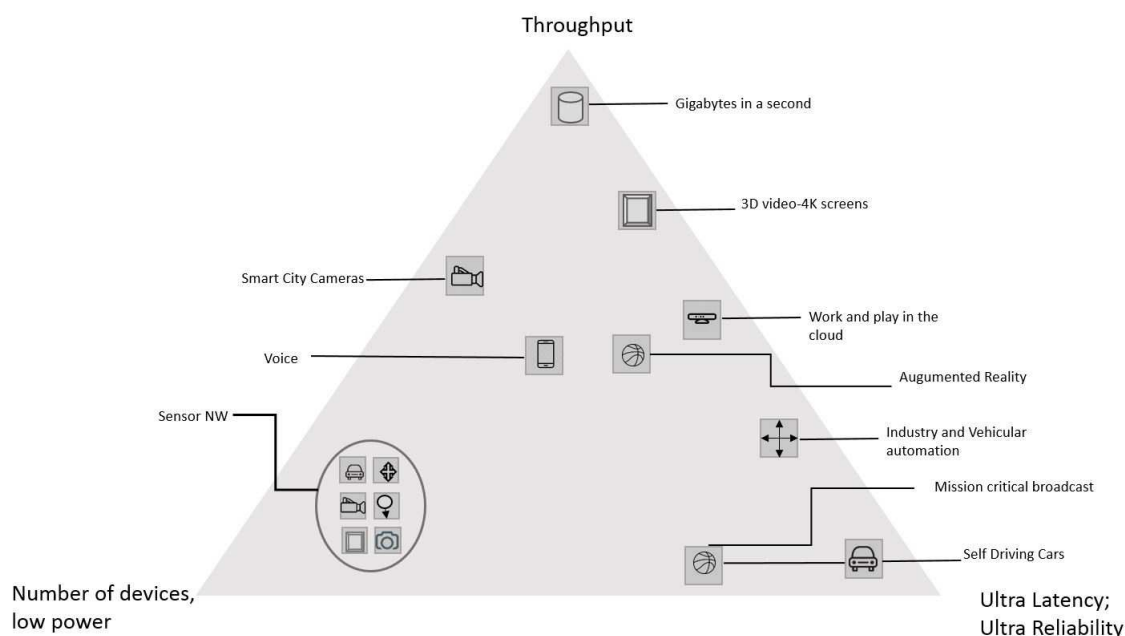 Throughput
Gigabytes in a second
3D video-4K screens
Smart City Cameras
Work and play in the
cloud
Voice
Augumented Reality
Sensor NW
Industry and Vehicular
automation
Mission critical broadcast
Self Driving Cars
Number of devices,
low power
Ultra Latency;
Ultra Reliability